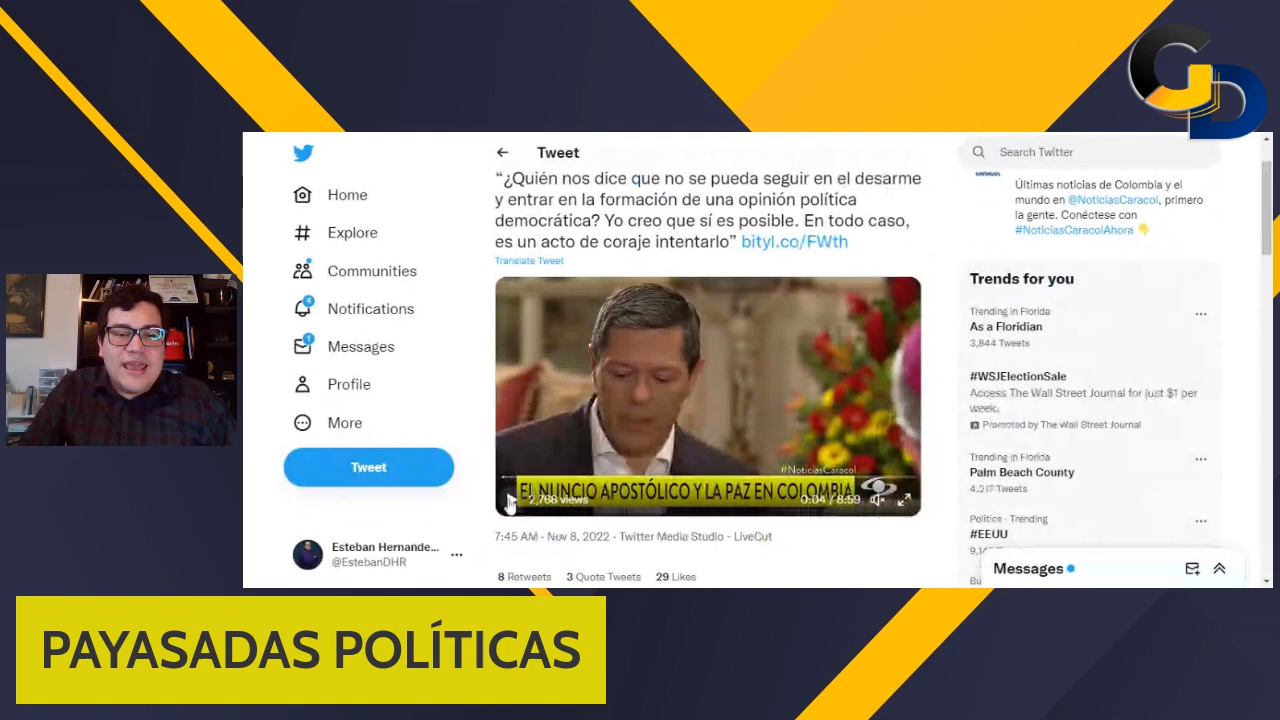 GD
Home
Explore
Communities
4
Notifications
1
Messages
Profile
More
Tweet
Esteban Hernande...
@EstebanDHR
Tweet
“¿Quién nos dice que no se pueda seguir en el desarme
y entrar en la formación de una opinión política
democrática? Yo creo que sí es posible. En todo caso,
es un acto de coraje intentarlo” bityl.co/FWth
Translate Tweet
#NoticiasCaracol
EL NUNCIO APOSTÓLICO Y LA PAZ EN COLOMBIA
2,768 views
0:04 / 8:59
7:45 AM · Nov 8, 2022 · Twitter Media Studio - LiveCut
8 Retweets 3 Quote Tweets 29 Likes
Search Twitter
Últimas noticias de Colombia y el
mundo en @NoticiasCaracol, primero
la gente. Conéctese con
#NoticiasCaracolAhora
Trends for you
Trending in Florida
As a Floridian
3,844 Tweets
#WSJElectionSale
Access The Wall Street Journal for just $1 per
week.
Promoted by The Wall Street Journal
Trending in Florida
Palm Beach County
4,217 Tweets
Politics · Trending
#EEUU
Messages
PAYASADAS POLÍTICAS